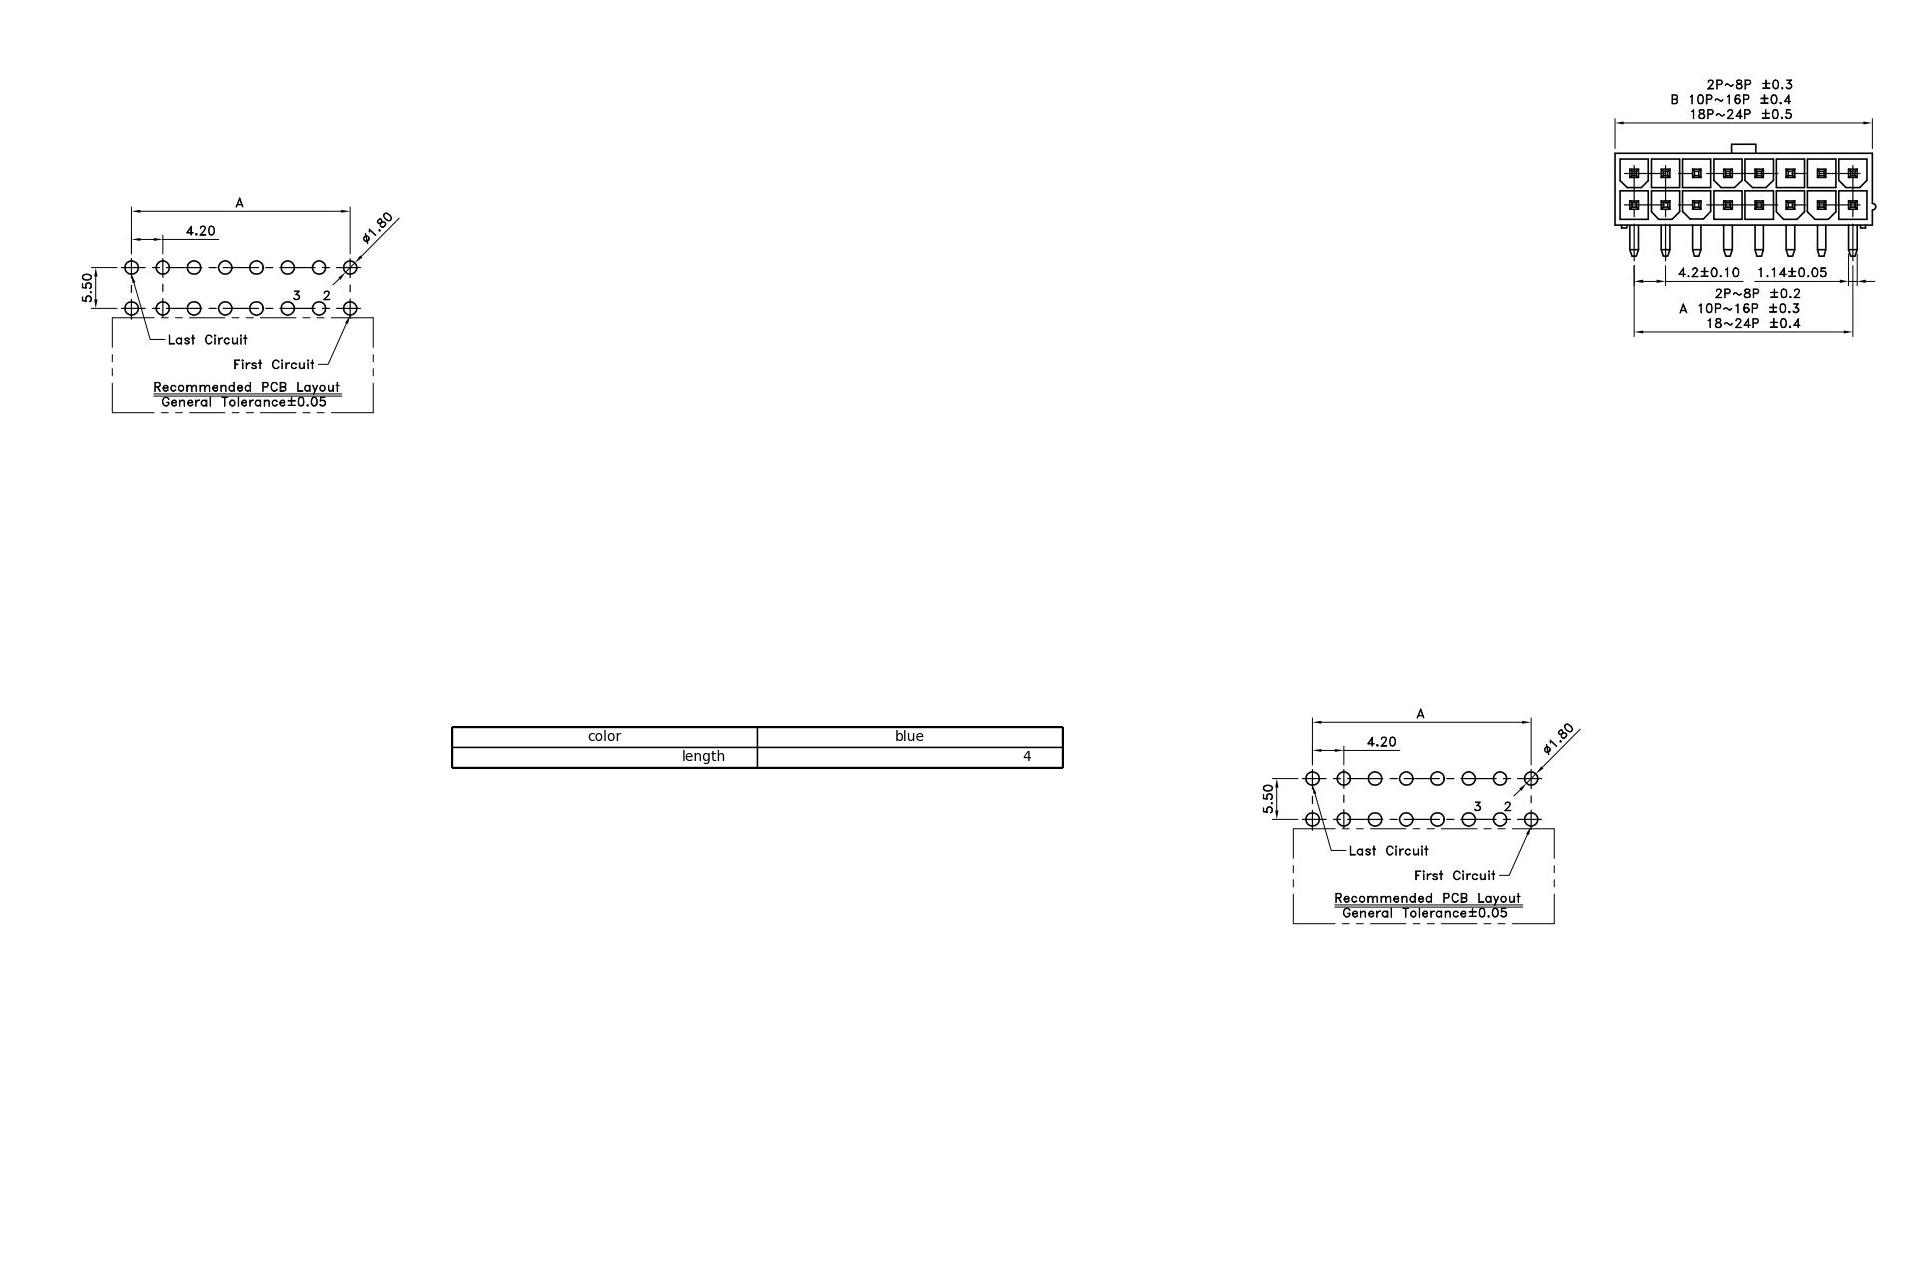 2P~8P ±0.3
B 10P~16P ±0.4
18P~24P ±0.5
4.2±0.10 1.14±0.05
2P~8P ±0.2
A 10P~16P ±0.3
18~24P ±0.4
A
4.20
ø1.80
5.50
3 2
Last Circuit
First Circuit
Recommended PCB Layout
General Tolerance±0.05
color blue
length 4
A
4.20
ø1.80
5.50
3 2
Last Circuit
First Circuit
Recommended PCB Layout
General Tolerance±0.05